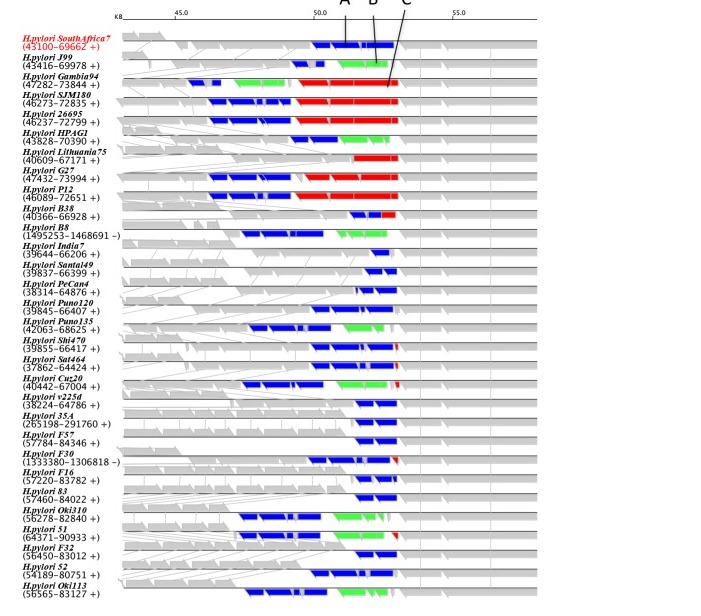 A B C
KB 45.0 50.0 55.0
H.pylori SouthAfrica7
(43100-69662 +)
H.pylori J99
(43416-69978 +)
H.pylori Gambia94
(47282-73844 +)
H.pylori SJM180
(46273-72835 +)
H.pylori 26695
(46237-72799 +)
H.pylori HPAG1
(43828-70390 +)
H.pylori Lithuania75
(40609-67171 +)
H.pylori G27
(47432-73994 +)
H.pylori P12
(46089-72651 +)
H.pylori B38
(40366-66928 +)
H.pylori B8
(1495253-1468691 -)
H.pylori India7
(39644-66206 +)
H.pylori Santal49
(39837-66399 +)
H.pylori PeCan4
(38314-64876 +)
H.pylori Puno120
(39845-66407 +)
H.pylori Puno135
(42063-68625 +)
H.pylori Shi470
(39855-66417 +)
H.pylori Sat464
(37862-64424 +)
H.pylori Cuz20
(40442-67004 +)
H.pylori v225d
(38224-64786 +)
H.pylori 35A
(265198-291760 +)
H.pylori F57
(57784-84346 +)
H.pylori F30
(1333380-1306818 -)
H.pylori F16
(57220-83782 +)
H.pylori 83
(57460-84022 +)
H.pylori Oki310
(56278-82840 +)
H.pylori 51
(64371-90933 +)
H.pylori F32
(56450-83012 +)
H.pylori 52
(54189-80751 +)
H.pylori Oki113
(56565-83127 +)